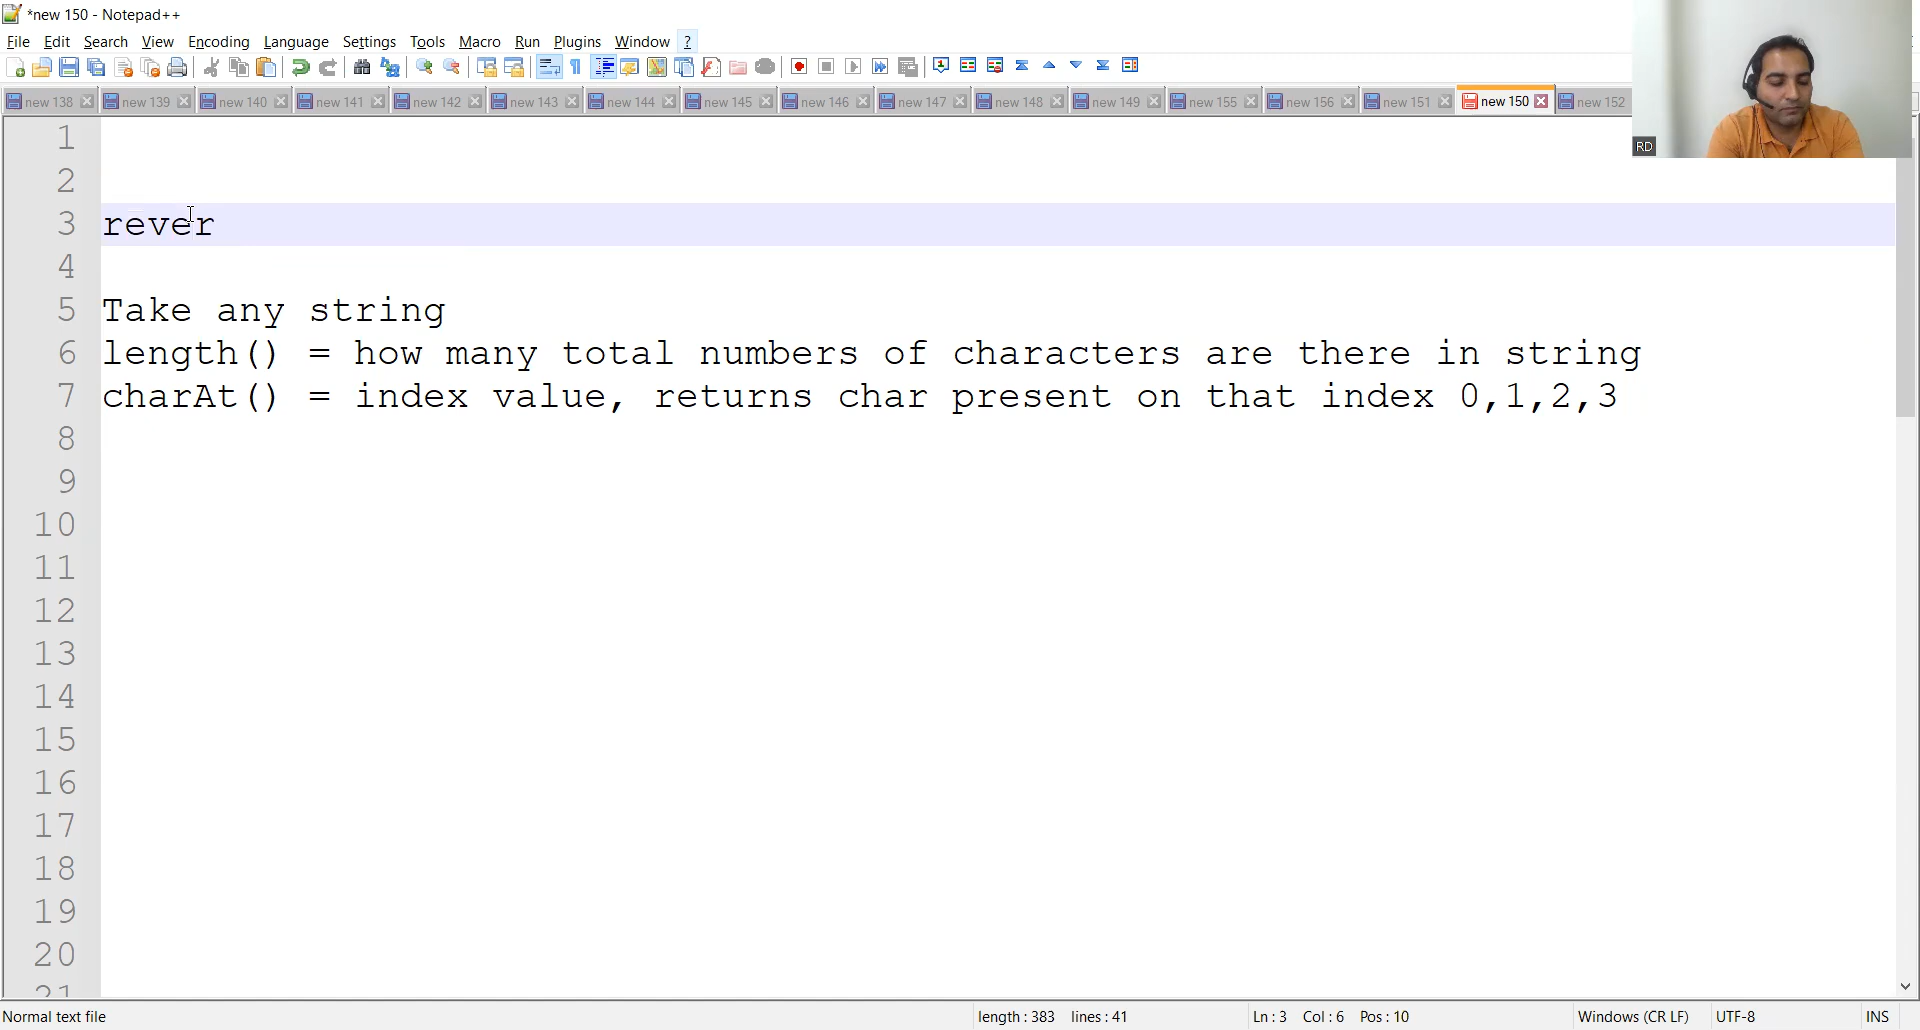 *new 150 - Notepad++
File Edit Search View Encoding Language Settings Tools Macro Run Plugins Window ?
new 138 new 139 new 140 new 141 new 142 new 143 new 144 new 145 new 146 new 147 new 148 new 149 new 155 new 156 new 151 new 150 new 152
RD
1
2
3 rever
4
5 Take any string
6 length() = how many total numbers of characters are there in string
7 charAt() = index value, returns char present on that index 0,1,2,3
8
9
10
11
12
13
14
15
16
17
18
19
20
21
Normal text file length : 383 lines : 41 Ln : 3 Col : 6 Pos : 10 Windows (CR LF) UTF-8 INS